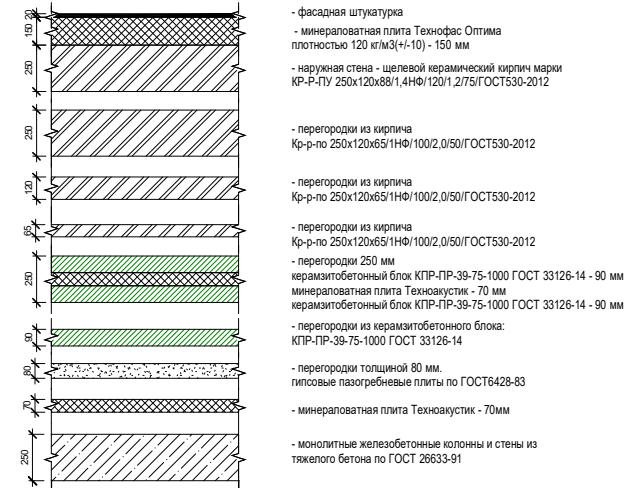 20
- фасадная штукатурка
150
- минераловатная плита Технофас Оптима
плотностью 120 кг/м3(+/-10) - 150 мм
250
- наружная стена - щелевой керамический кирпич марки
КР-Р-ПУ 250х120х88/1,4НФ/120/1,2/75/ГОСТ530-2012
250
- перегородки из кирпича
Кр-р-по 250х120х65/1НФ/100/2,0/50/ГОСТ530-2012
120
- перегородки из кирпича
Кр-р-по 250х120х65/1НФ/100/2,0/50/ГОСТ530-2012
65
- перегородки из кирпича
Кр-р-по 250х120х65/1НФ/100/2,0/50/ГОСТ530-2012
250
- перегородки 250 мм
керамзитобетонный блок КПР-ПР-39-75-1000 ГОСТ 33126-14 - 90 мм
минераловатная плита Техноакустик - 70 мм
керамзитобетонный блок КПР-ПР-39-75-1000 ГОСТ 33126-14 - 90 мм
90
- перегородки из керамзитобетонного блока:
КПР-ПР-39-75-1000 ГОСТ 33126-14
80
- перегородки толщиной 80 мм.
гипсовые пазогребневые плиты по ГОСТ6428-83
70
- минераловатная плита Техноакустик - 70мм
250
- монолитные железобетонные колонны и стены из
тяжелого бетона по ГОСТ 26633-91